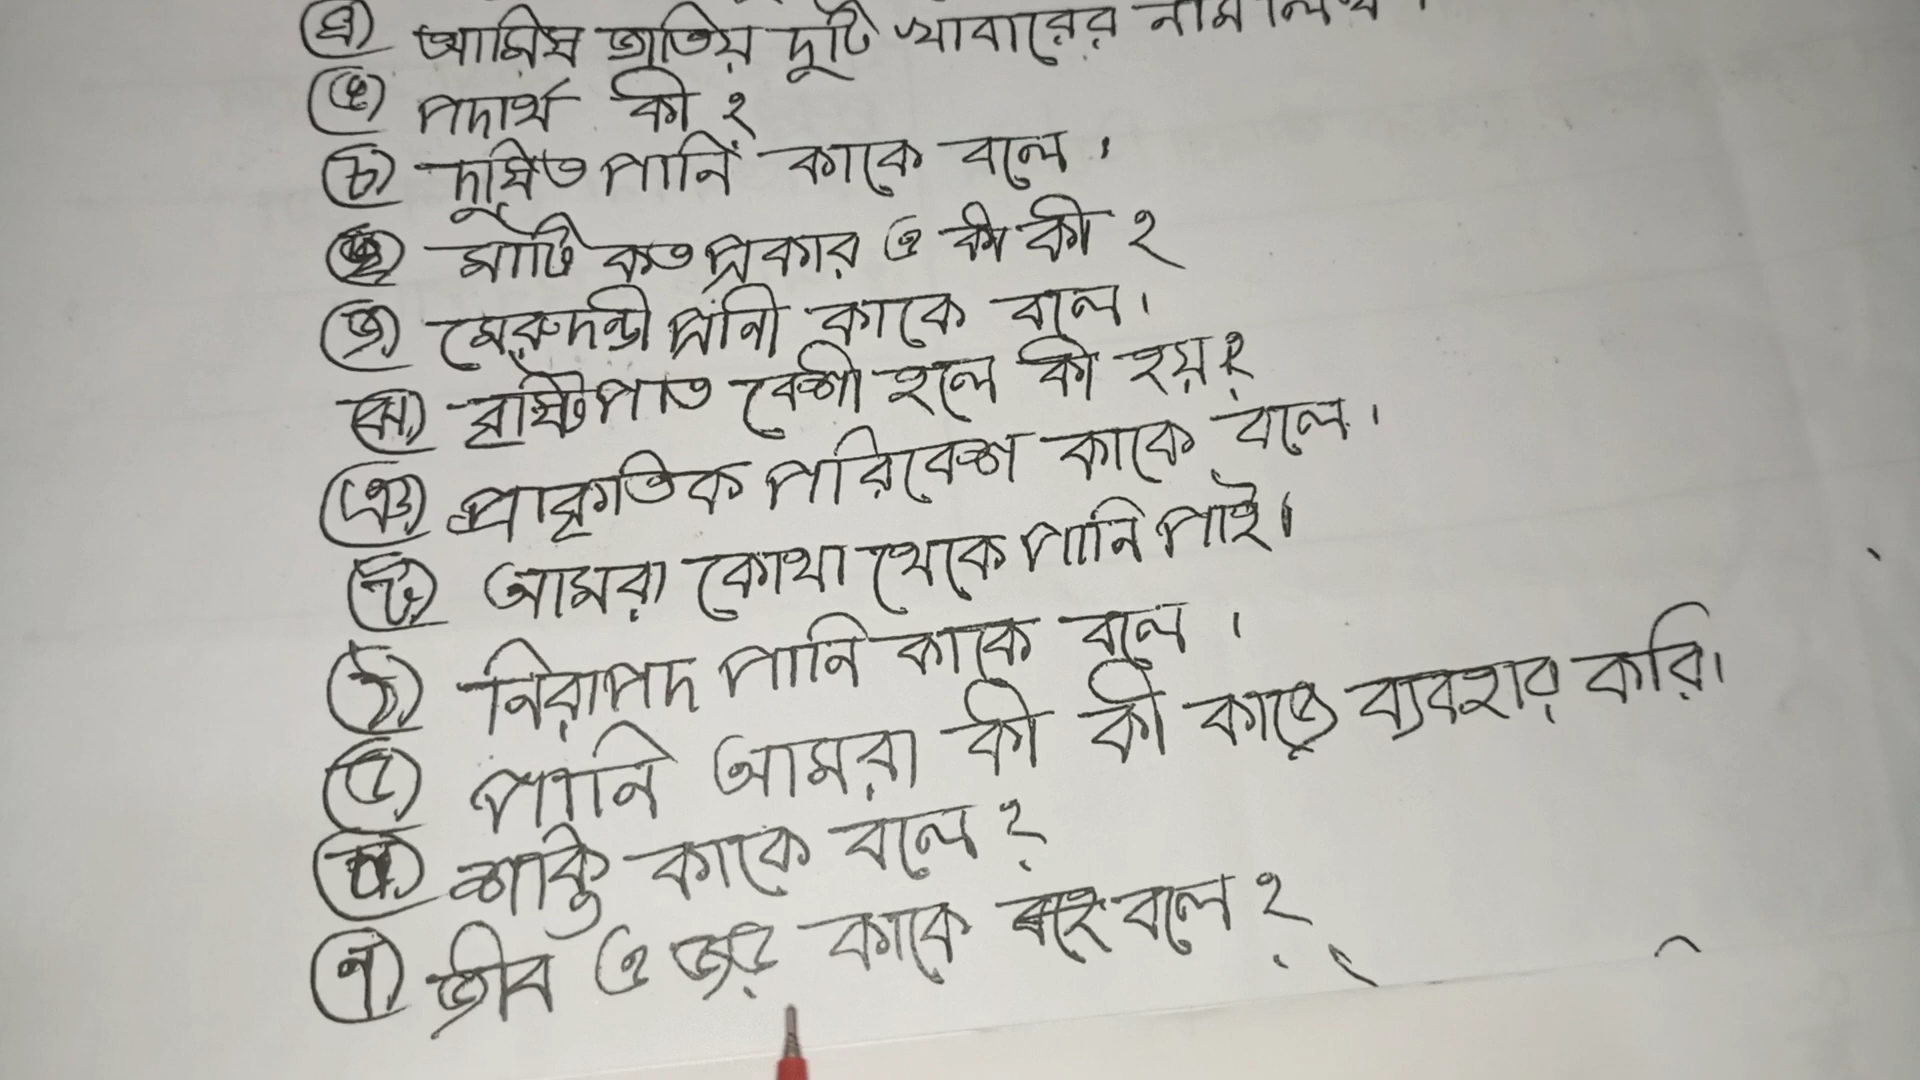 (ঘ) আমিষ জাতিয় দুটি খাবারের নাম লিখ।
(ঙ) পদার্থ কী?
(চ) দূষিত পানি কাকে বলে।
(ছ) মাটি কত প্রকার ও কী কী?
(জ) মেরুদন্ডী প্রানী কাকে বলে।
(ঝ) বৃষ্টিপাত বেশী হলে কী হয়?
(ঞ) প্রাকৃতিক পরিবেশ কাকে বলে।
(ট) আমরা কোথা থেকে পানি পাই।
(ঠ) নিরাপদ পানি কাকে বলে।
(ড) পানি আমরা কী কী কাজে ব্যবহার করি।
(ঢ) শক্তি কাকে বলে?
(ণ) জীব ও জড় কাকে বলে?